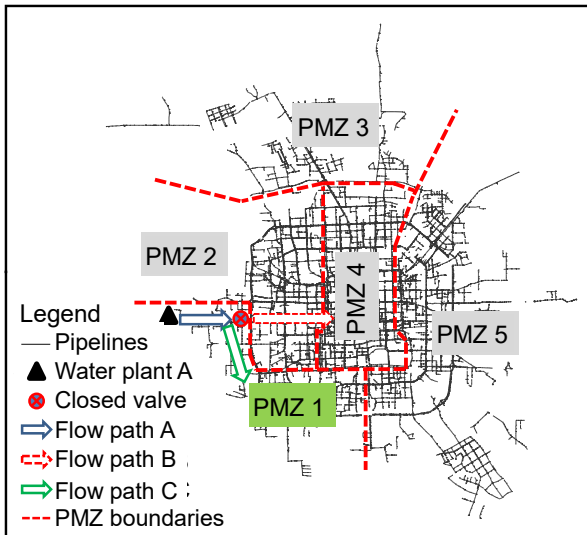 PMZ 3
PMZ 2
PMZ 4
PMZ 5
PMZ 1
Legend
Pipelines
Water plant A
Closed valve
Flow path A
Flow path B
Flow path C
PMZ boundaries